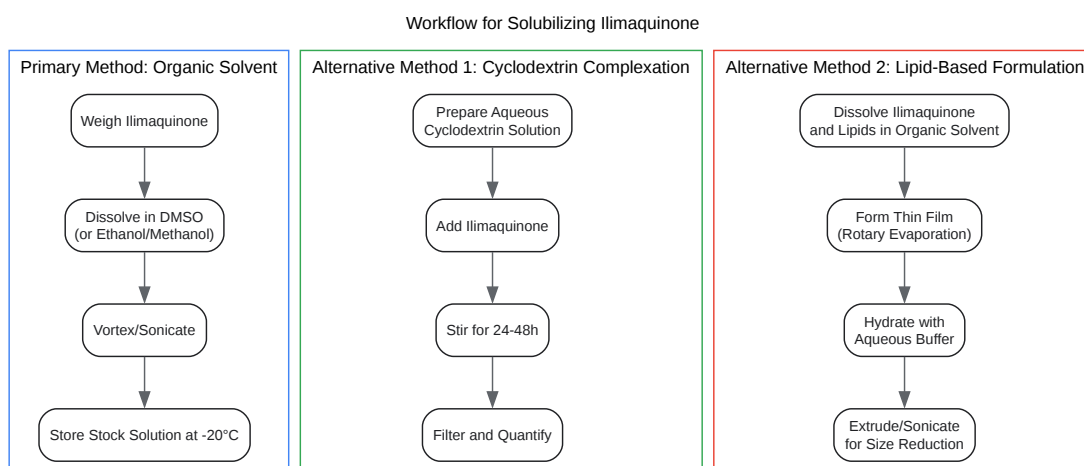 Workflow for Solubilizing Ilimaquinone
Primary Method: Organic Solvent
Weigh Ilimaquinone
Dissolve in DMSO
(or Ethanol/Methanol)
Vortex/Sonicate
Store Stock Solution at -20°C
Alternative Method 1: Cyclodextrin Complexation
Prepare Aqueous
Cyclodextrin Solution
Add Ilimaquinone
Stir for 24-48h
Filter and Quantify
Alternative Method 2: Lipid-Based Formulation
Dissolve Ilimaquinone
and Lipids in Organic Solvent
Form Thin Film
(Rotary Evaporation)
Hydrate with
Aqueous Buffer
Extrude/Sonicate
for Size Reduction